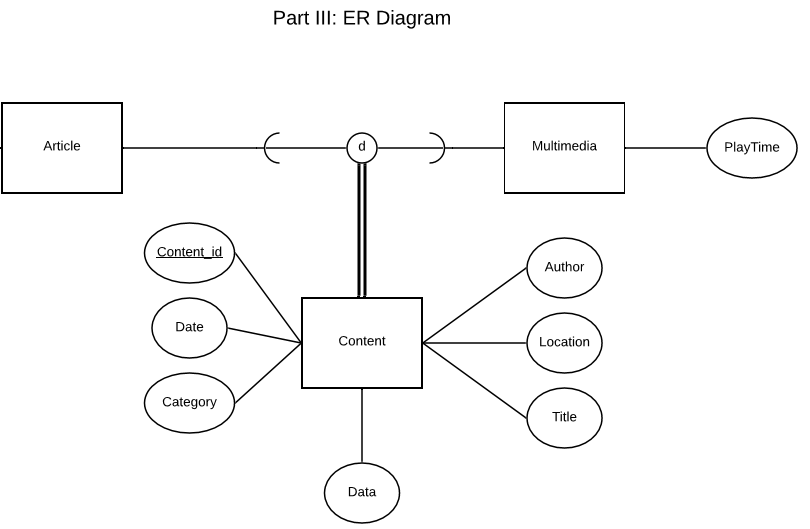 Part III: ER Diagram
Article
d
Multimedia
PlayTime
Content_id
Date
Category
Content
Author
Location
Title
Data